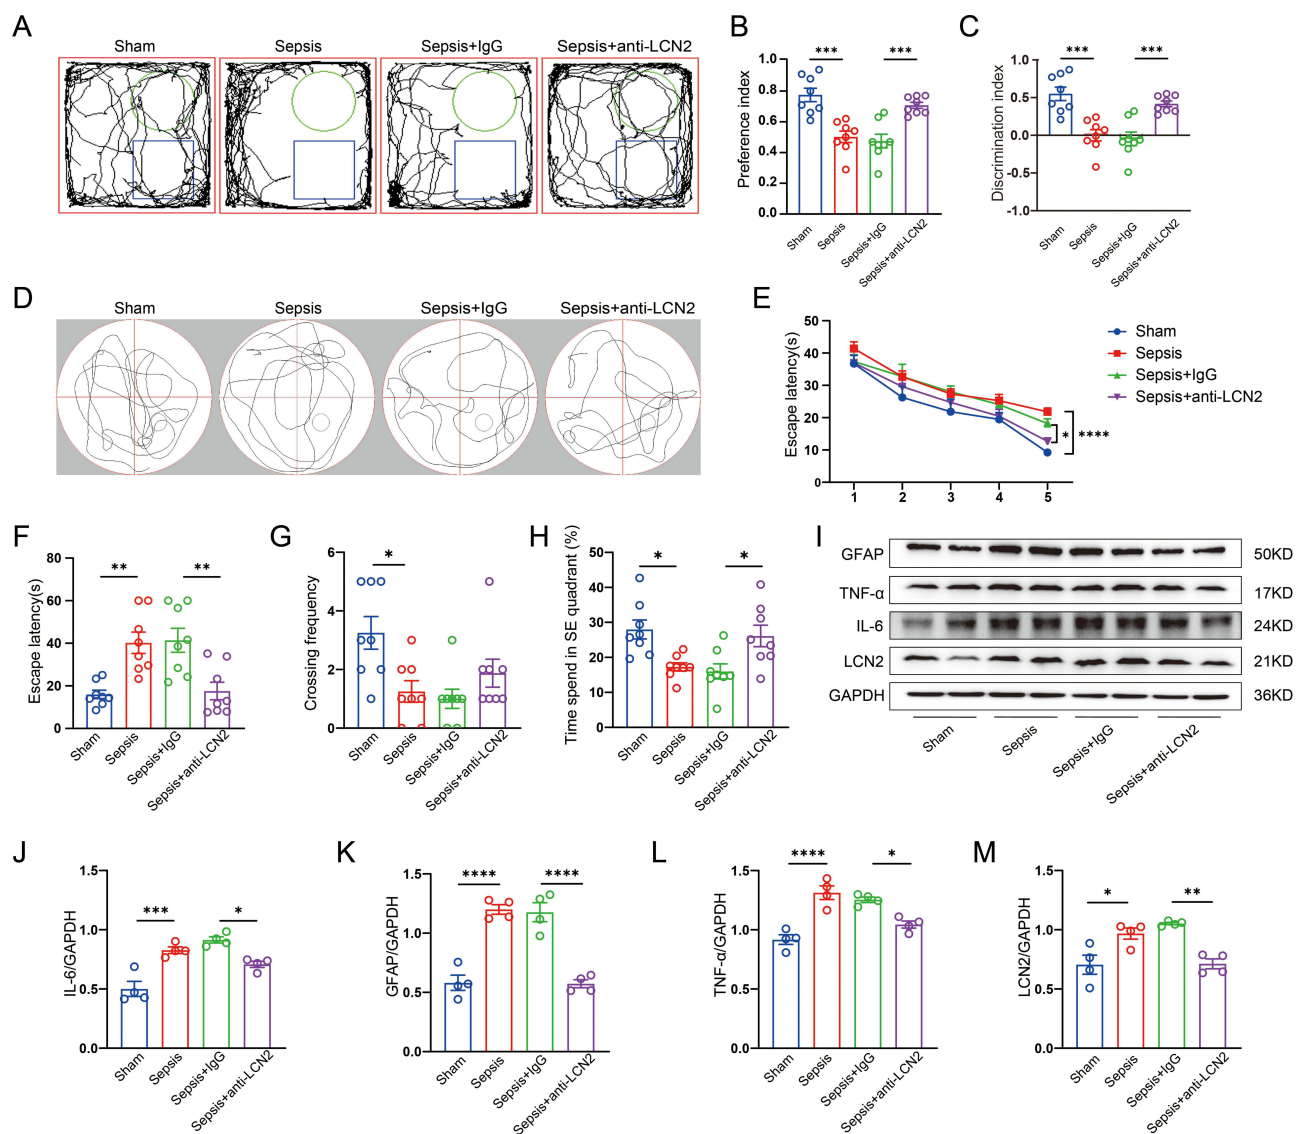 A
Sham
Sepsis
Sepsis+IgG
Sepsis+anti-LCN2
B
Preference index
1.0
0.8
0.6
0.4
0.2
0.0
***
***
Sham
Sepsis
Sepsis+IgG
Sepsis+anti-LCN2
C
Discrimination index
1.0
0.5
0.0
-0.5
-1.0
***
***
Sham
Sepsis
Sepsis+IgG
Sepsis+anti-LCN2
D
Sham
Sepsis
Sepsis+IgG
Sepsis+anti-LCN2
E
Escape latency(s)
50
40
30
20
10
0
1
2
3
4
5
*
****
Sham
Sepsis
Sepsis+IgG
Sepsis+anti-LCN2
F
Escape latency(s)
80
60
40
20
0
**
**
Sham
Sepsis
Sepsis+IgG
Sepsis+anti-LCN2
G
Crossing frequency
6
4
2
0
*
Sham
Sepsis
Sepsis+IgG
Sepsis+anti-LCN2
H
Time spend in SE quadrant (%)
50
40
30
20
10
0
*
*
Sham
Sepsis
Sepsis+IgG
Sepsis+anti-LCN2
I
GFAP 50KD
TNF-α 17KD
IL-6 24KD
LCN2 21KD
GAPDH 36KD
Sham
Sepsis
Sepsis+IgG
Sepsis+anti-LCN2
J
IL-6/GAPDH
1.5
1.0
0.5
0.0
***
*
Sham
Sepsis
Sepsis+IgG
Sepsis+anti-LCN2
K
GFAP/GAPDH
1.5
1.0
0.5
0.0
****
****
Sham
Sepsis
Sepsis+IgG
Sepsis+anti-LCN2
L
TNF-α/GAPDH
1.5
1.0
0.5
0.0
****
*
Sham
Sepsis
Sepsis+IgG
Sepsis+anti-LCN2
M
LCN2/GAPDH
1.5
1.0
0.5
0.0
*
**
Sham
Sepsis
Sepsis+IgG
Sepsis+anti-LCN2